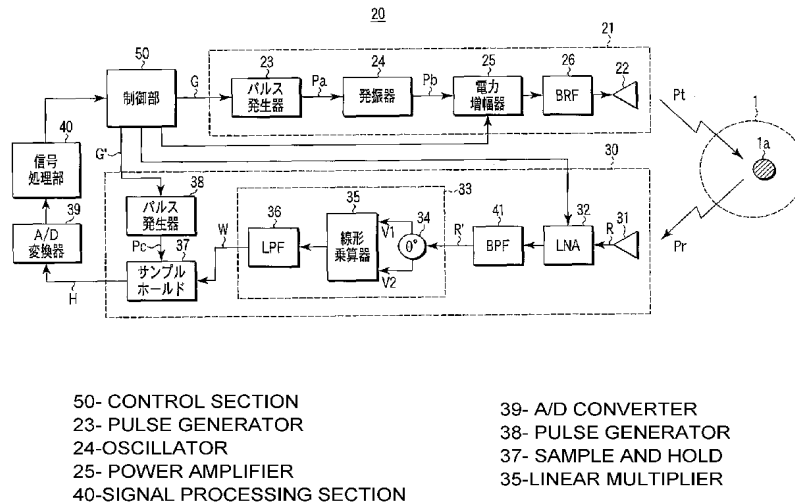 20
50
21
制御部
G
23
パルス
発生器
Pa
24
発振器
Pb
25
電力
増幅器
26
BRF
22
Pt
1
1a
40
信号
処理部
G'
30
39
A/D
変換器
38
パルス
発生器
Pc
37
サンプル
ホールド
H
W
36
LPF
35
線形
乗算器
33
V1
34
0°
V2
R'
41
BPF
32
LNA
R
31
Pr
50- CONTROL SECTION
23- PULSE GENERATOR
24-OSCILLATOR
25- POWER AMPLIFIER
40-SIGNAL PROCESSING SECTION
39- A/D CONVERTER
38- PULSE GENERATOR
37- SAMPLE AND HOLD
35-LINEAR MULTIPLIER